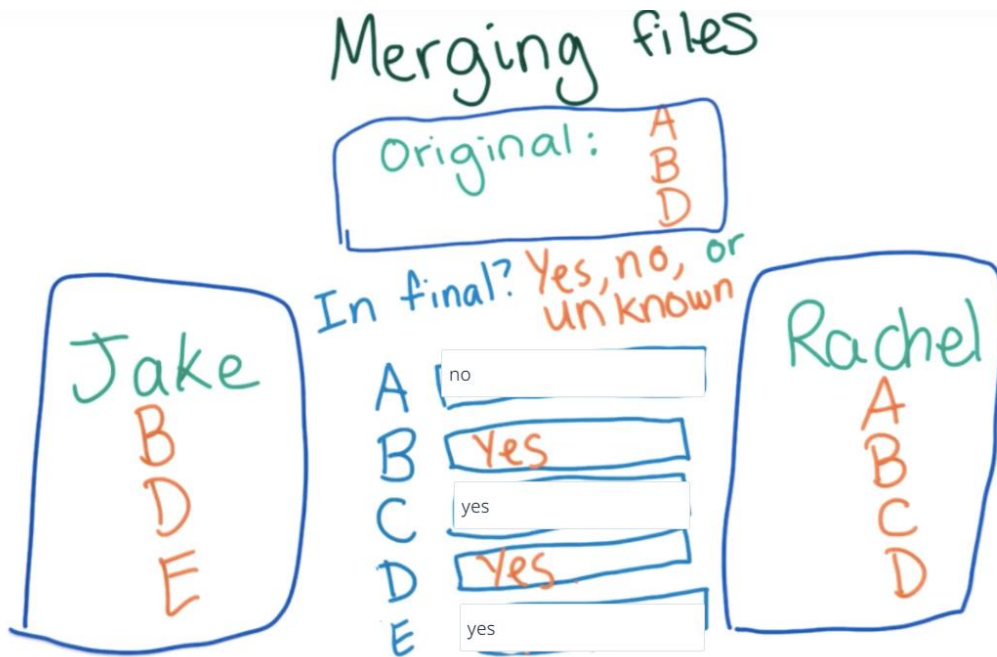 Merging files
Original:
A
B
D
In final? Yes, no, or
unknown
Jake
B
D
E
A no
B Yes
C yes
D Yes
E yes
Rachel
A
B
C
D